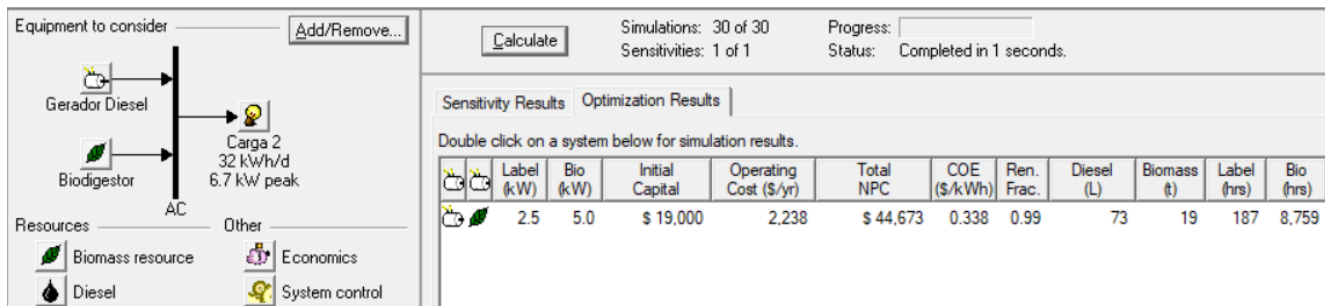 Equipment to consider
Add/Remove...
Gerador Diesel
Carga 2
32 kWh/d
6.7 kW peak
Biodigestor
AC
Resources
Other
Biomass resource
Economics
Diesel
System control
Calculate
Simulations: 30 of 30
Progress:
Sensitivities: 1 of 1
Status: Completed in 1 seconds.
Sensitivity Results
Optimization Results
Double click on a system below for simulation results.
Label (kW) Bio (kW) Initial Capital Operating Cost ($/yr) Total NPC COE ($/kWh) Ren. Frac. Diesel (L) Biomass (t) Label (hrs) Bio (hrs)
2.5 5.0 $ 19,000 2,238 $ 44,673 0.338 0.99 73 19 187 8,759